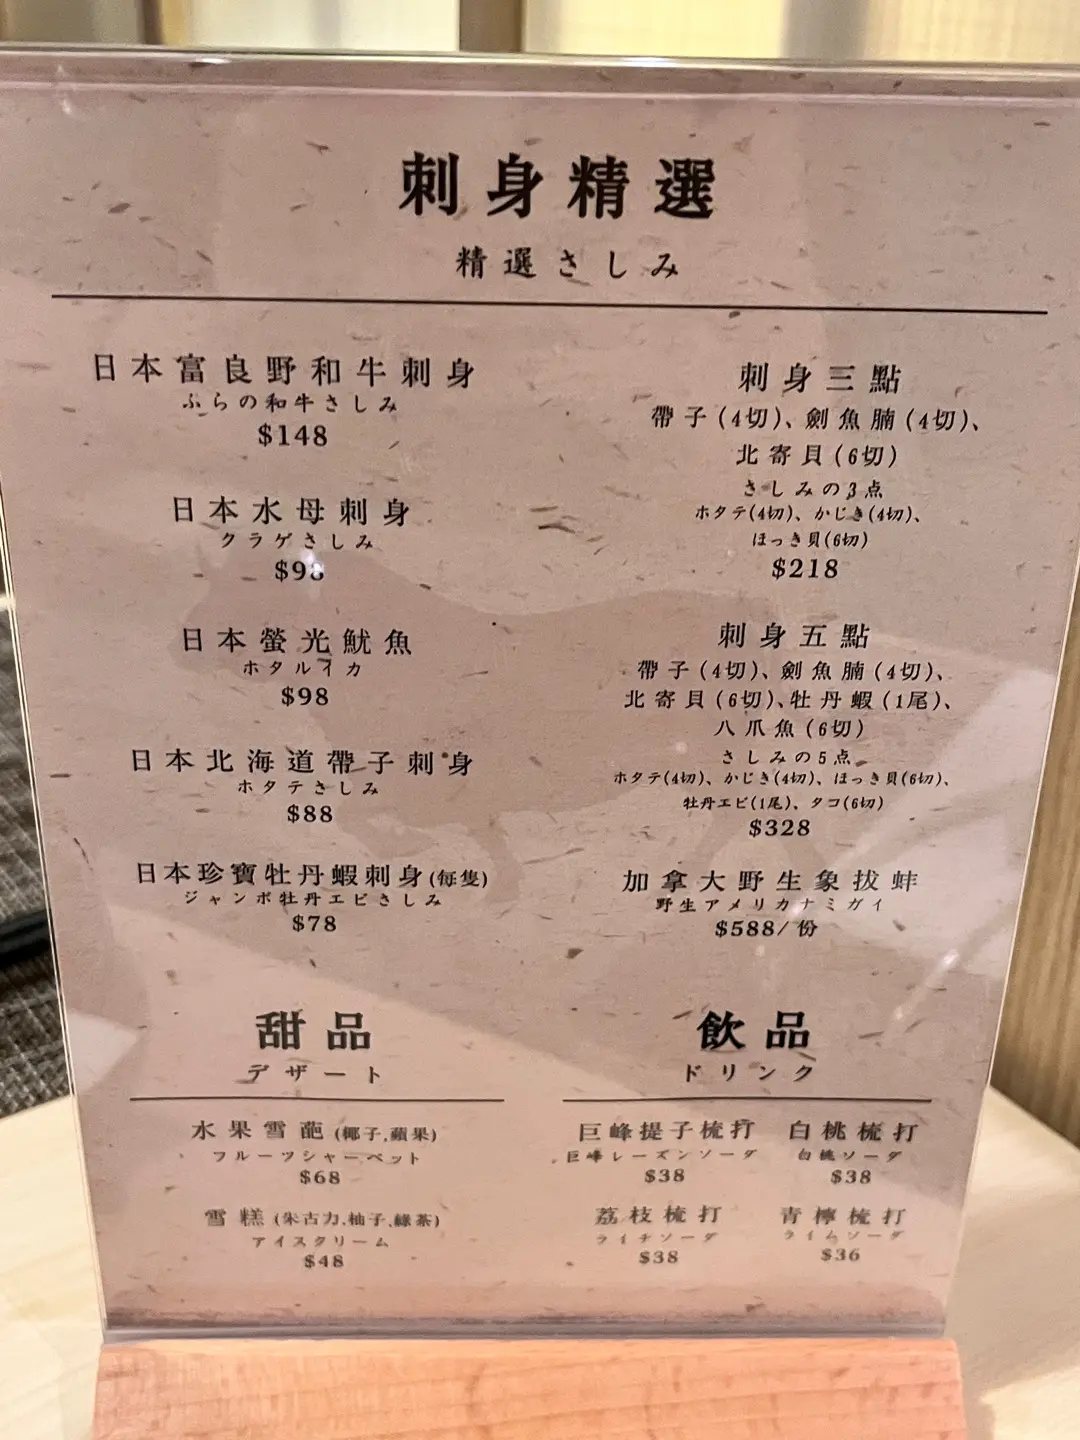 刺身精選
精選さしみ
日本富良野和牛刺身
ふらの和牛さしみ
$148
日本水母刺身
クラゲさしみ
$98
日本螢光魷魚
ホタルイカ
$98
日本北海道帶子刺身
ホタテさしみ
$88
日本珍寶牡丹蝦刺身(每隻)
ジャンボ牡丹エビさしみ
$78
刺身三點
帶子(4切)、劍魚腩(4切)、
北寄貝(6切)
さしみの3点
ホタテ(4切)、かじき(4切)、
ほっき貝(6切)
$218
刺身五點
帶子(4切)、劍魚腩(4切)、
北寄貝(6切)、牡丹蝦(1尾)、
八爪魚(6切)
さしみの5点
ホタテ(4切)、かじき(4切)、ほっき貝(6切)、
牡丹エビ(1尾)、タコ(6切)
$328
加拿大野生象拔蚌
野生アメリカナミガイ
$588/份
甜品
デザート
水果雪葩(椰子,蘋果)
フルーツシャーベット
$68
雪糕(朱古力,柚子,綠茶)
アイスクリーム
$48
飲品
ドリンク
巨峰提子梳打
巨峰レーズンソーダ
$38
白桃梳打
白桃ソーダ
$38
荔枝梳打
ライチソーダ
$38
青檸梳打
ライムソーダ
$36